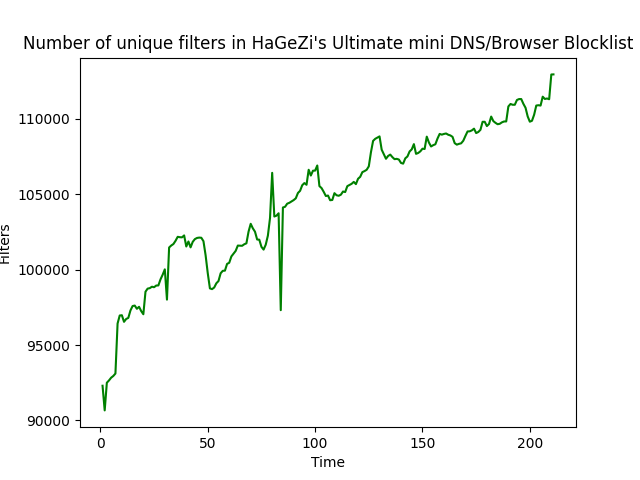 Number of unique filters in HaGeZi's Ultimate mini DNS/Browser Blocklist
110000
105000
100000
95000
90000
Filters
0 50 100 150 200
Time